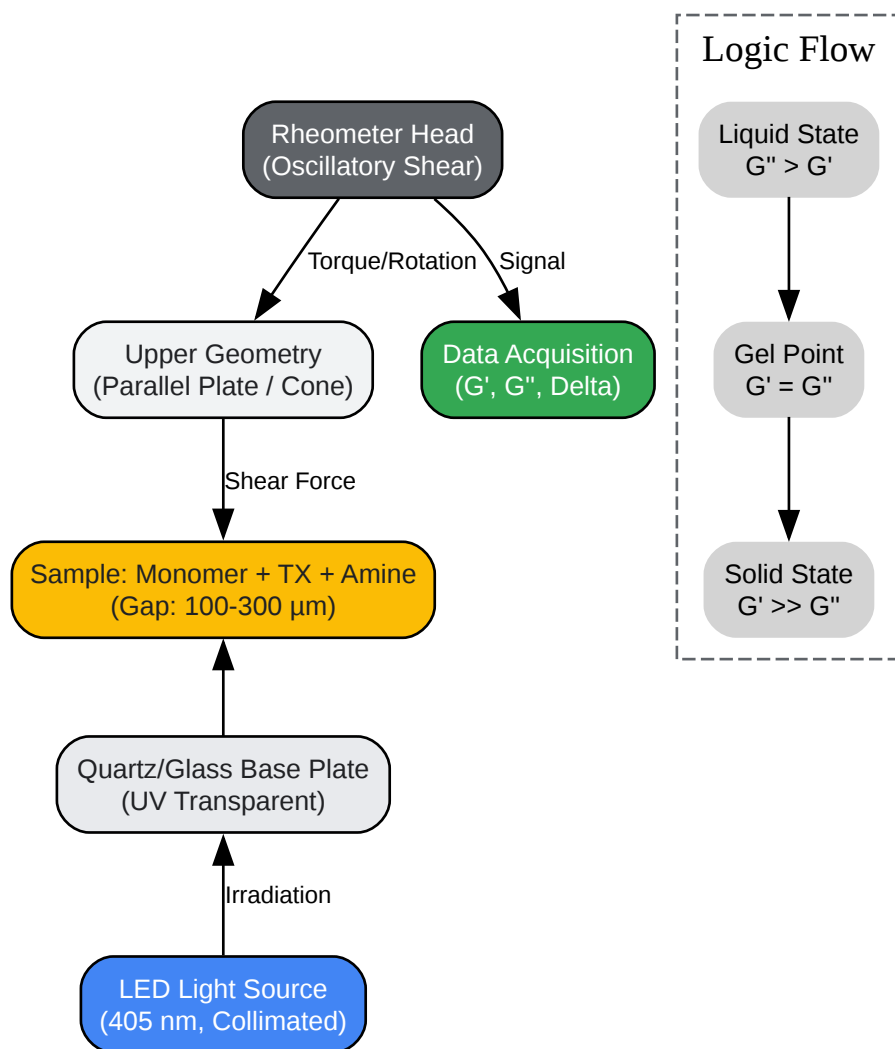 Rheometer Head
(Oscillatory Shear)
Torque/Rotation
Signal
Upper Geometry
(Parallel Plate / Cone)
Data Acquisition
(G', G", Delta)
Shear Force
Sample: Monomer + TX + Amine
(Gap: 100-300 µm)
Quartz/Glass Base Plate
(UV Transparent)
Irradiation
LED Light Source
(405 nm, Collimated)
Logic Flow
Liquid State
G" > G'
Gel Point
G' = G"
Solid State
G' >> G"